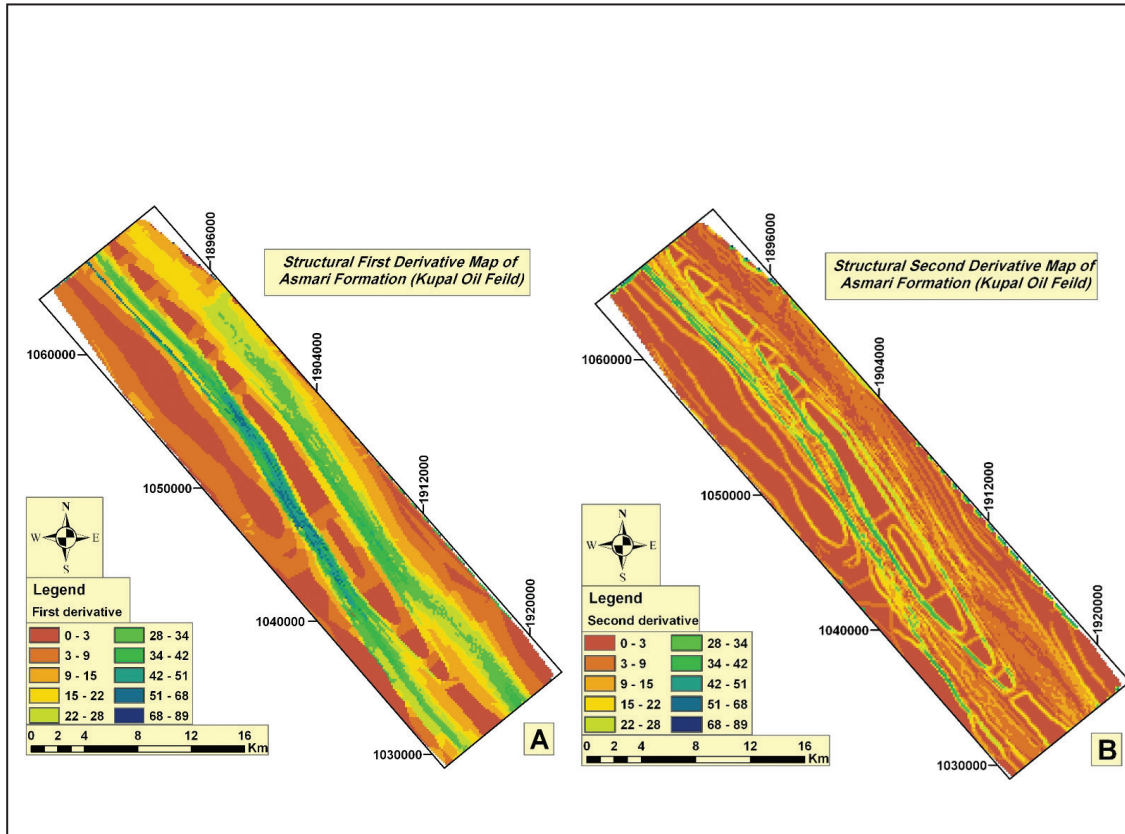 Structural First Derivative Map of
Asmari Formation (Kupal Oil Feild)
1896000
1904000
1912000
1920000
1060000
1050000
1040000
1030000
N
W E
S
Legend
First derivative
0 - 3 28 - 34
3 - 9 34 - 42
9 - 15 42 - 51
15 - 22 51 - 68
22 - 28 68 - 89
0 2 4 8 12 16
Km
A
Structural Second Derivative Map of
Asmari Formation (Kupal Oil Feild)
1896000
1904000
1912000
1920000
1060000
1050000
1040000
1030000
N
W E
S
Legend
Second derivative
0 - 3 28 - 34
3 - 9 34 - 42
9 - 15 42 - 51
15 - 22 51 - 68
22 - 28 68 - 89
0 2 4 8 12 16
Km
B